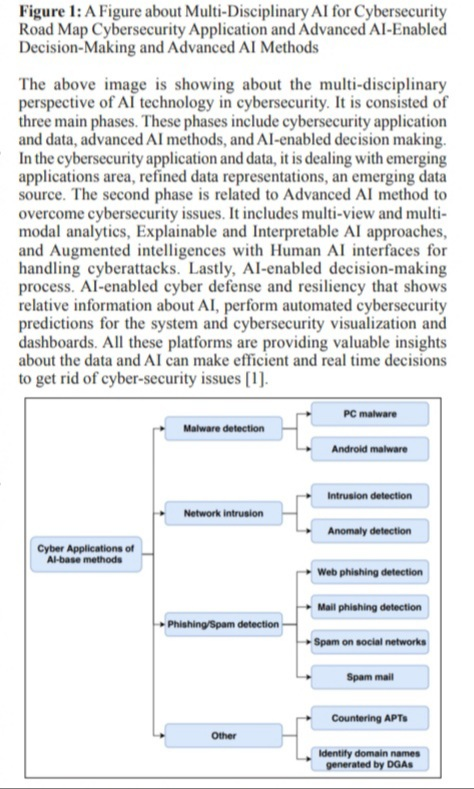 Figure 1: A Figure about Multi-Disciplinary AI for Cybersecurity
Road Map Cybersecurity Application and Advanced AI-Enabled
Decision-Making and Advanced AI Methods
The above image is showing about the multi-disciplinary
perspective of AI technology in cybersecurity. It is consisted of
three main phases. These phases include cybersecurity application
and data, advanced AI methods, and AI-enabled decision making.
In the cybersecurity application and data, it is dealing with emerging
applications area, refined data representations, an emerging data
source. The second phase is related to Advanced AI method to
overcome cybersecurity issues. It includes multi-view and multi-
modal analytics, Explainable and Interpretable AI approaches,
and Augmented intelligences with Human AI interfaces for
handling cyberattacks. Lastly, AI-enabled decision-making
process. AI-enabled cyber defense and resiliency that shows
relative information about AI, perform automated cybersecurity
predictions for the system and cybersecurity visualization and
dashboards. All these platforms are providing valuable insights
about the data and AI can make efficient and real time decisions
to get rid of cyber-security issues [1].
Cyber Applications of
AI-base methods
Malware detection
PC malware
Android malware
Network intrusion
Intrusion detection
Anomaly detection
Phishing/Spam detection
Web phishing detection
Mail phishing detection
Spam on social networks
Spam mail
Other
Countering APTs
Identify domain names
generated by DGAs